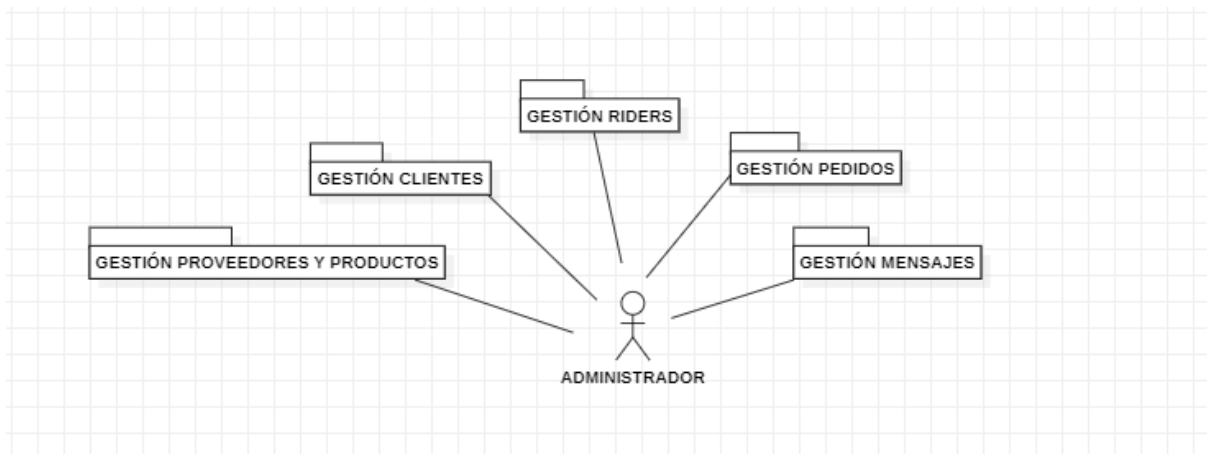 GESTIÓN RIDERS
GESTIÓN PEDIDOS
GESTIÓN CLIENTES
GESTIÓN PROVEEDORES Y PRODUCTOS
GESTIÓN MENSAJES
ADMINISTRADOR